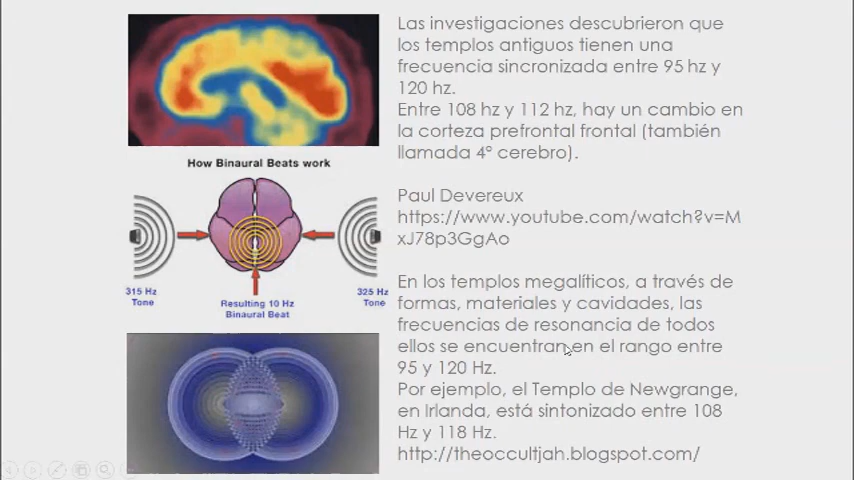 Las investigaciones descubrieron que
los templos antiguos tienen una
frecuencia sincronizada entre 95 hz y
120 hz.
Entre 108 hz y 112 hz, hay un cambio en
la corteza prefrontal frontal (también
llamada 4º cerebro).
Paul Devereux
https://www.youtube.com/watch?v=M
xJ78p3GgAo
En los templos megalíticos, a través de
formas, materiales y cavidades, las
frecuencias de resonancia de todos
ellos se encuentran en el rango entre
95 y 120 Hz.
Por ejemplo, el Templo de Newgrange,
en Irlanda, está sintonizado entre 108
Hz y 118 Hz.
http://theoccultjah.blogspot.com/
How Binaural Beats work
315 Hz
Tone
Resulting 10 Hz
Binaural Beat
325 Hz
Tone